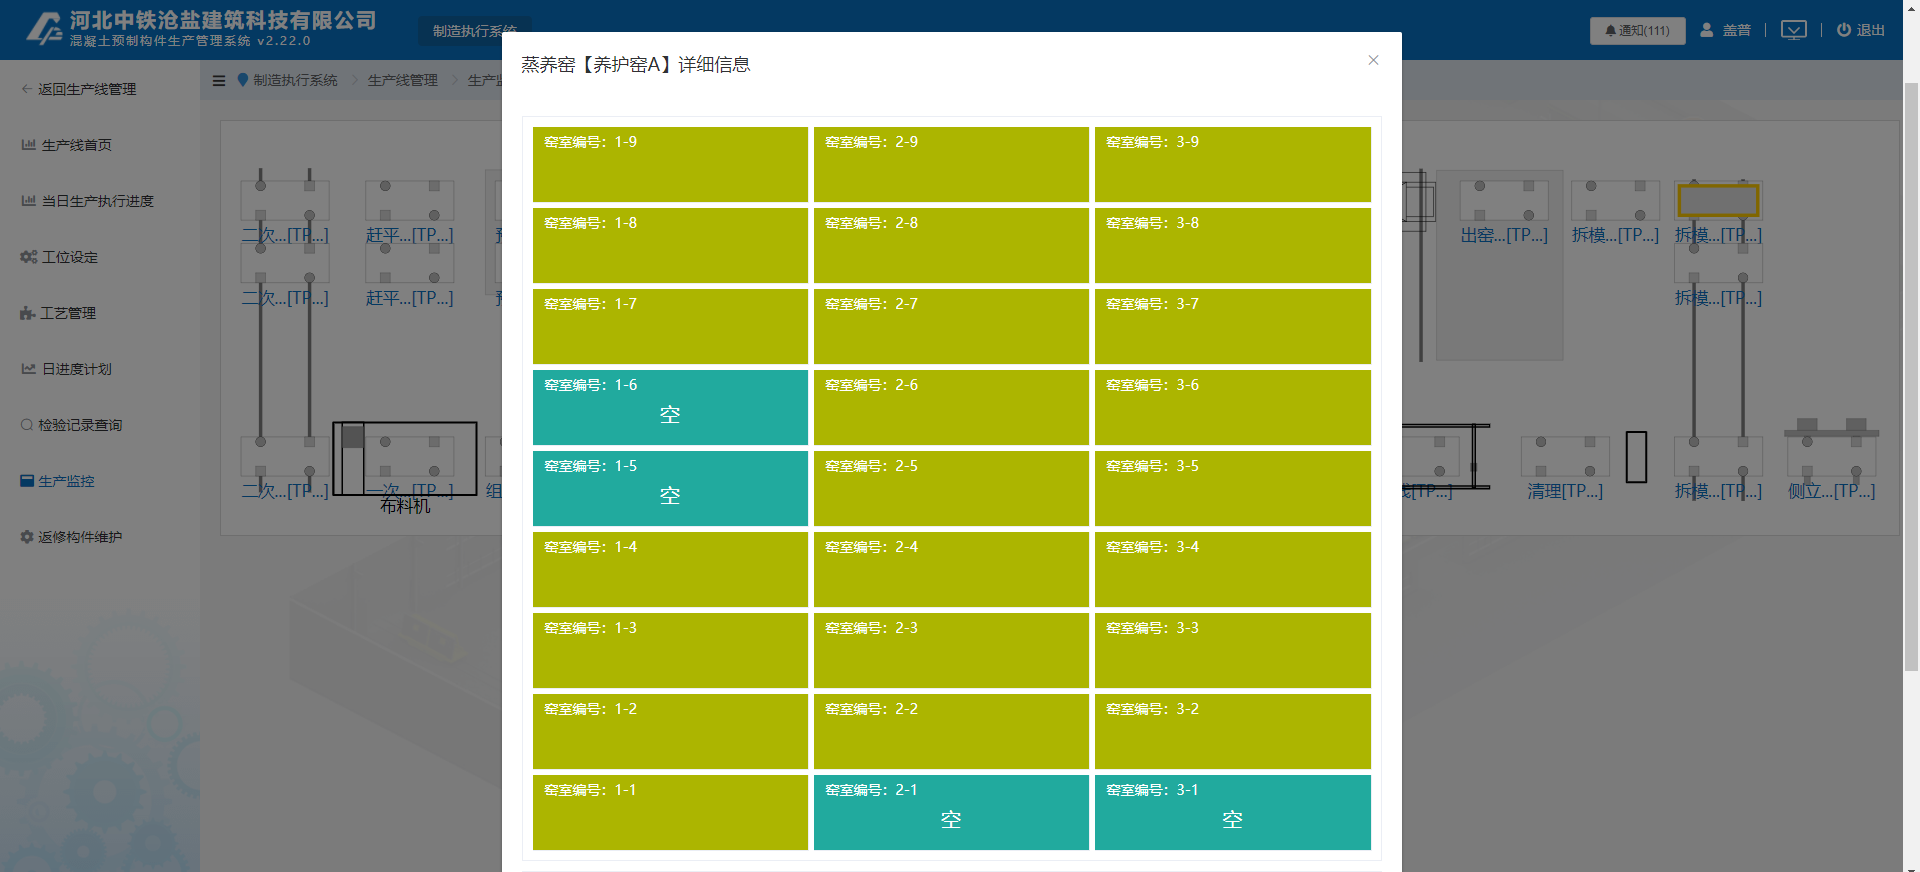 河北中铁沧盐建筑科技有限公司
混凝土预制构件生产管理系统 v2.22.0
制造执行系统
通知(111)
盖普
退出
返回生产线管理
生产线首页
当日生产执行进度
工位设定
工艺管理
日进度计划
检验记录查询
生产监控
返修构件维护
制造执行系统
生产线管理
蒸养窑【养护窑A】详细信息
窑室编号：1-9
窑室编号：2-9
窑室编号：3-9
窑室编号：1-8
窑室编号：2-8
窑室编号：3-8
窑室编号：1-7
窑室编号：2-7
窑室编号：3-7
窑室编号：1-6
空
窑室编号：2-6
窑室编号：3-6
窑室编号：1-5
空
窑室编号：2-5
窑室编号：3-5
窑室编号：1-4
窑室编号：2-4
窑室编号：3-4
窑室编号：1-3
窑室编号：2-3
窑室编号：3-3
窑室编号：1-2
窑室编号：2-2
窑室编号：3-2
窑室编号：1-1
窑室编号：2-1
空
窑室编号：3-1
空
二次...[TP...]
赶平...[TP...]
二次...[TP...]
赶平...[TP...]
二次...[TP...]
一次...[TP...]
组
布料机
出窑...[TP...]
拆模...[TP...]
拆模...[TP...]
拆模...[TP...]
[TP...]
清理[TP...]
拆模...[TP...]
侧立...[TP...]